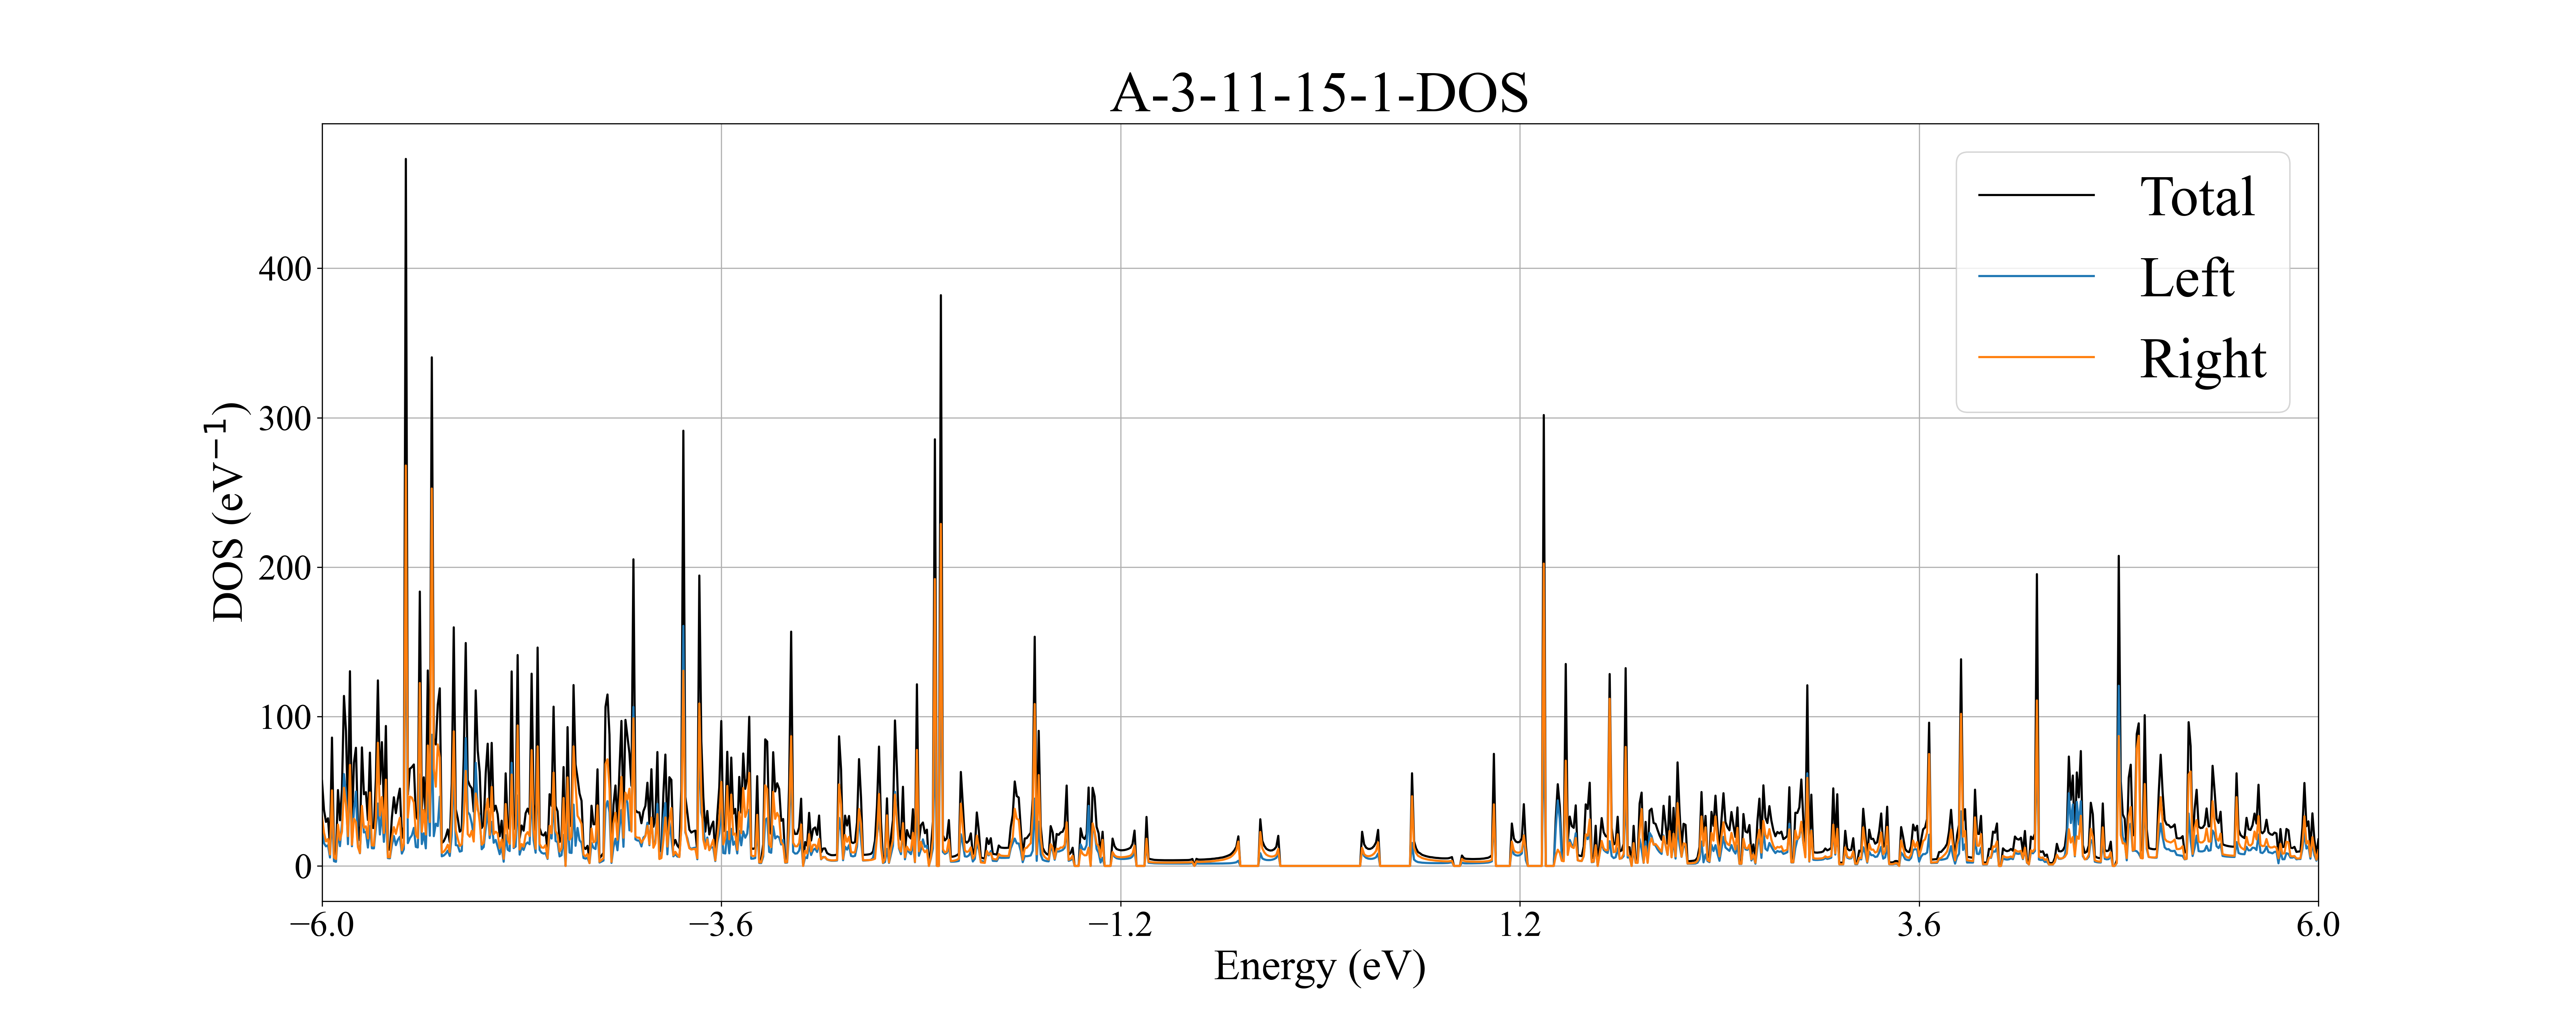 A-3-11-15-1-DOS
Total
Left
Right
DOS (eV⁻¹)
400
300
200
100
0
−6.0 −3.6 −1.2 1.2 3.6 6.0
Energy (eV)